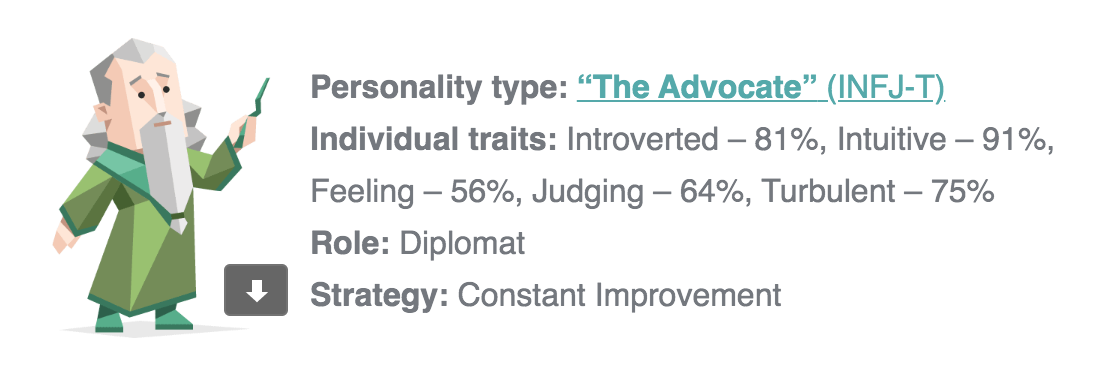 Personality type: “The Advocate” (INFJ-T)
Individual traits: Introverted – 81%, Intuitive – 91%,
Feeling – 56%, Judging – 64%, Turbulent – 75%
Role: Diplomat
Strategy: Constant Improvement